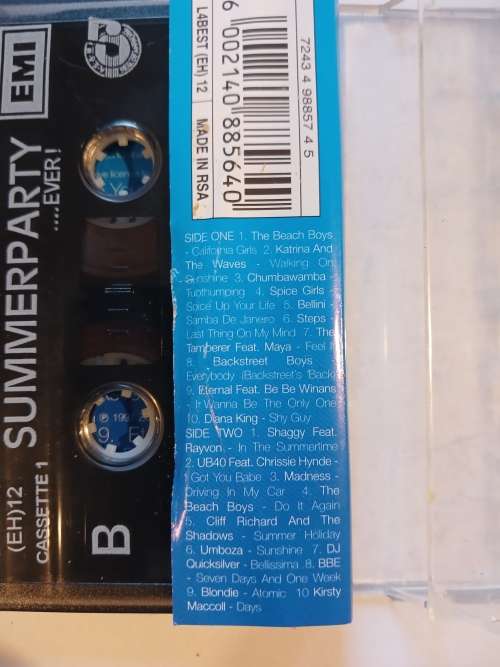 EMI
SUMMERPARTY
....EVER!
(EH)12
CASSETTE 1
B
9.
7243 4 98857 4 5
6 002140 885640
L4BEST (EH) 12
MADE IN RSA
SIDE ONE 1. The Beach Boys
- California Girls 2. Katrina And
The Waves - Walking On
Sunshine 3. Chumbawamba -
Tubthumping 4. Spice Girls -
Spice Up Your Life 5. Bellini -
Samba De Janeiro 6. Steps -
Last Thing On My Mind 7. The
Tamperer Feat. Maya - Feel It
8. Backstreet Boys -
Everybody (Backstreet's Back)
9. Eternal Feat. Be Be Winans
- I Wanna Be The Only One
10. Diana King - Shy Guy
SIDE TWO 1. Shaggy Feat.
Rayvon - In The Summertime
2. UB40 Feat. Chrissie Hynde -
I Got You Babe 3. Madness -
Driving In My Car 4. The
Beach Boys - Do It Again
5. Cliff Richard And The
Shadows - Summer Holiday
6. Umboza - Sunshine 7. DJ
Quicksilver - Bellissima 8. BBE
- Seven Days And One Week
9. Blondie - Atomic 10 Kirsty
Maccoll - Days